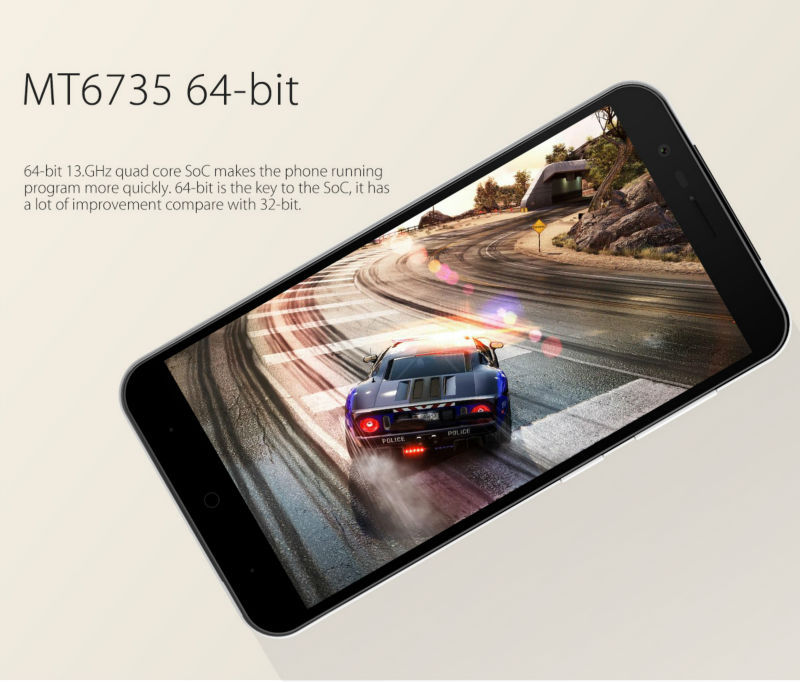 MT6735 64-bit
64-bit 13.GHz quad core SoC makes the phone running
program more quickly. 64-bit is the key to the SoC, it has
a lot of improvement compare with 32-bit.
POLICE POLICE